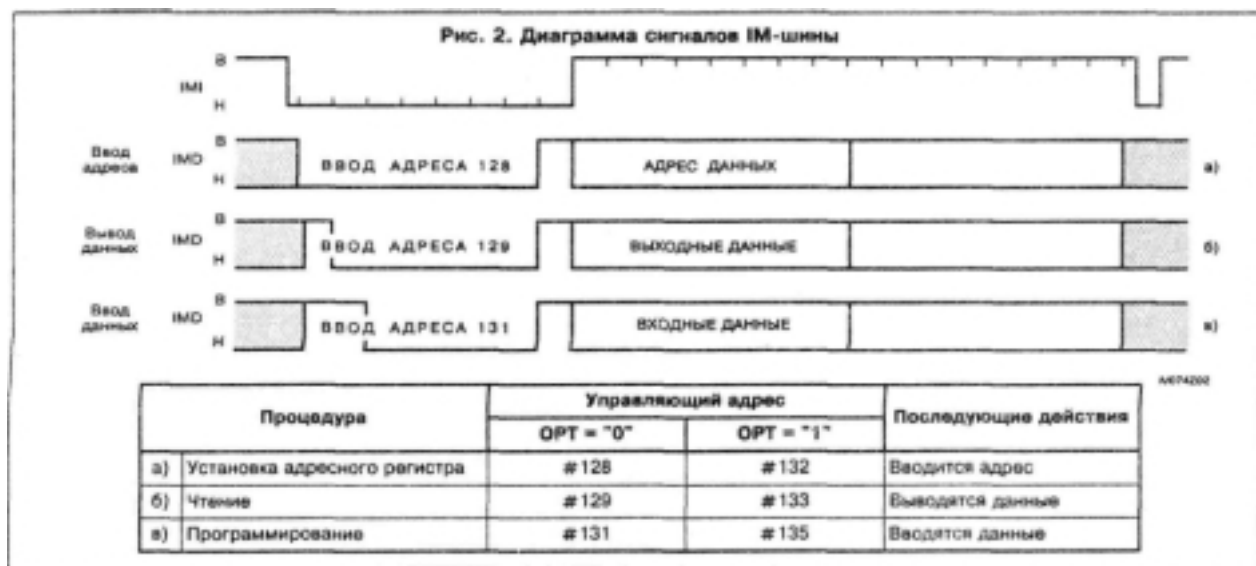 Рис. 2. Диаграмма сигналов IM-шины
B
IMI
H
Ввод адресов
IMD
B
H
ВВОД АДРЕСА 128
АДРЕС ДАННЫХ
а)
Вывод данных
IMD
B
H
ВВОД АДРЕСА 129
ВЫХОДНЫЕ ДАННЫЕ
б)
Ввод данных
IMD
B
H
ВВОД АДРЕСА 131
ВХОДНЫЕ ДАННЫЕ
в)
Процедура
Управляющий адрес
Последующие действия
OPT = "0"
OPT = "1"
а) Установка адресного регистра #128 #132 Вводится адрес
б) Чтение #129 #133 Выводятся данные
в) Программирование #131 #135 Вводятся данные